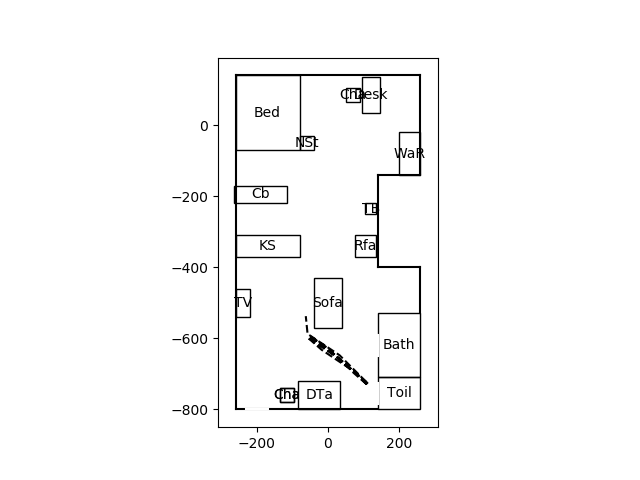 Bed
Cha
Desk
NSt
WaR
Cb
TB
KS
Rfa
TV
Sofa
Bath
Cha
DTa
Toil
0
−200
−400
−600
−800
−200
0
200